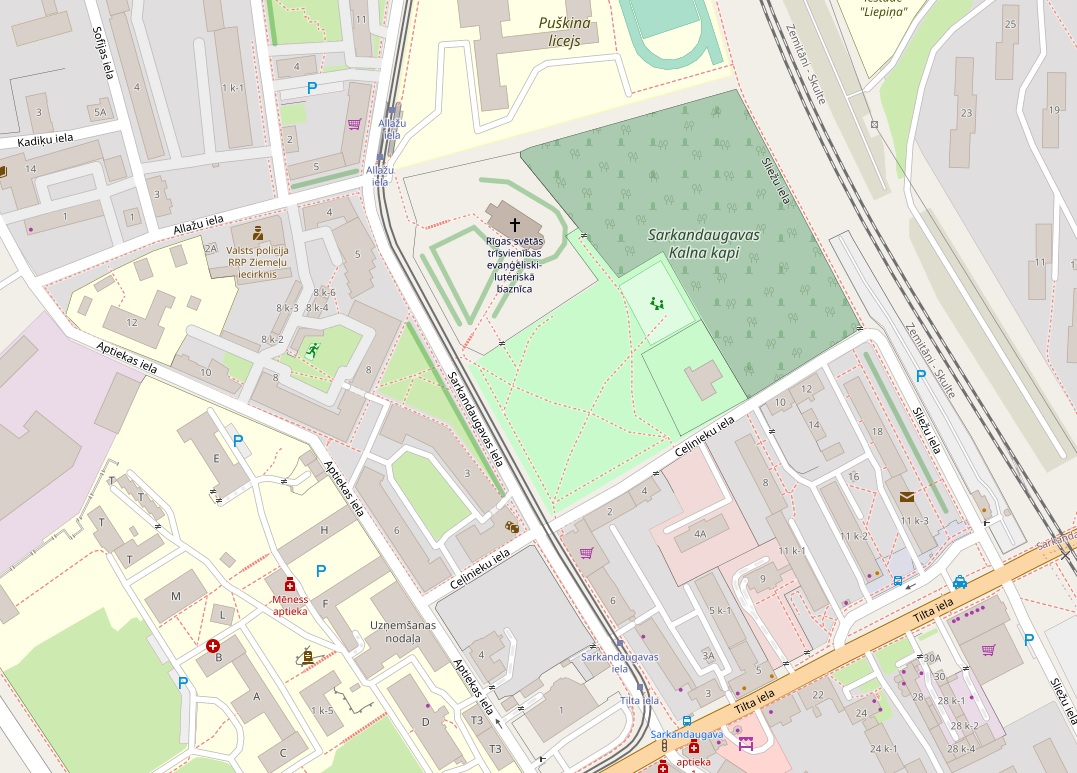 Iestāde
"Liepiņa"
Puškina
licejs
Sofijas iela
11
25
4
P
1 k-1
4
Zemitāni - Skulte
3
5A
23
19
Allažu
iela
Kadiķu iela
2
14
5
Allažu
iela
Sliežu iela
3
1
1
4
Allažu iela
2A
Valsts policija
RRP Ziemeļu
iecirknis
5
Rīgas svētās
trīsvienības
evaņģēliski-
luteriskā
baznīca
Sarkandaugavas
Kalna kapi
11
8 k-6
8 k-3
8 k-4
12
8 k-2
Aptiekas iela
10
8
8
Zemitāni - Skulte
P
Sarkandaugavas iela
12
10
Sliežu iela
Ceļinieku iela
14
18
P
E
3
16
8
Aptiekas iela
T
T
4
2
11 k-3
T
H
6
4A
11 k-2
11 k-1
T
Ceļinieku iela
P
9
M
Mēness
aptieka
F
6
5 k-1
L
Uzņemšanas
nodaļa
Tilta iela
B
4
Sarkandaugavas
iela
3A
5
P
30A
P
Aptiekas iela
30
A
1 k-5
D
T3
1
Tilta iela
3
Tilta iela
22
28 k-1
Sliežu iela
24
28 k-2
Sarkandaugava
C
T3
24 k-1
28 k-4
aptieka